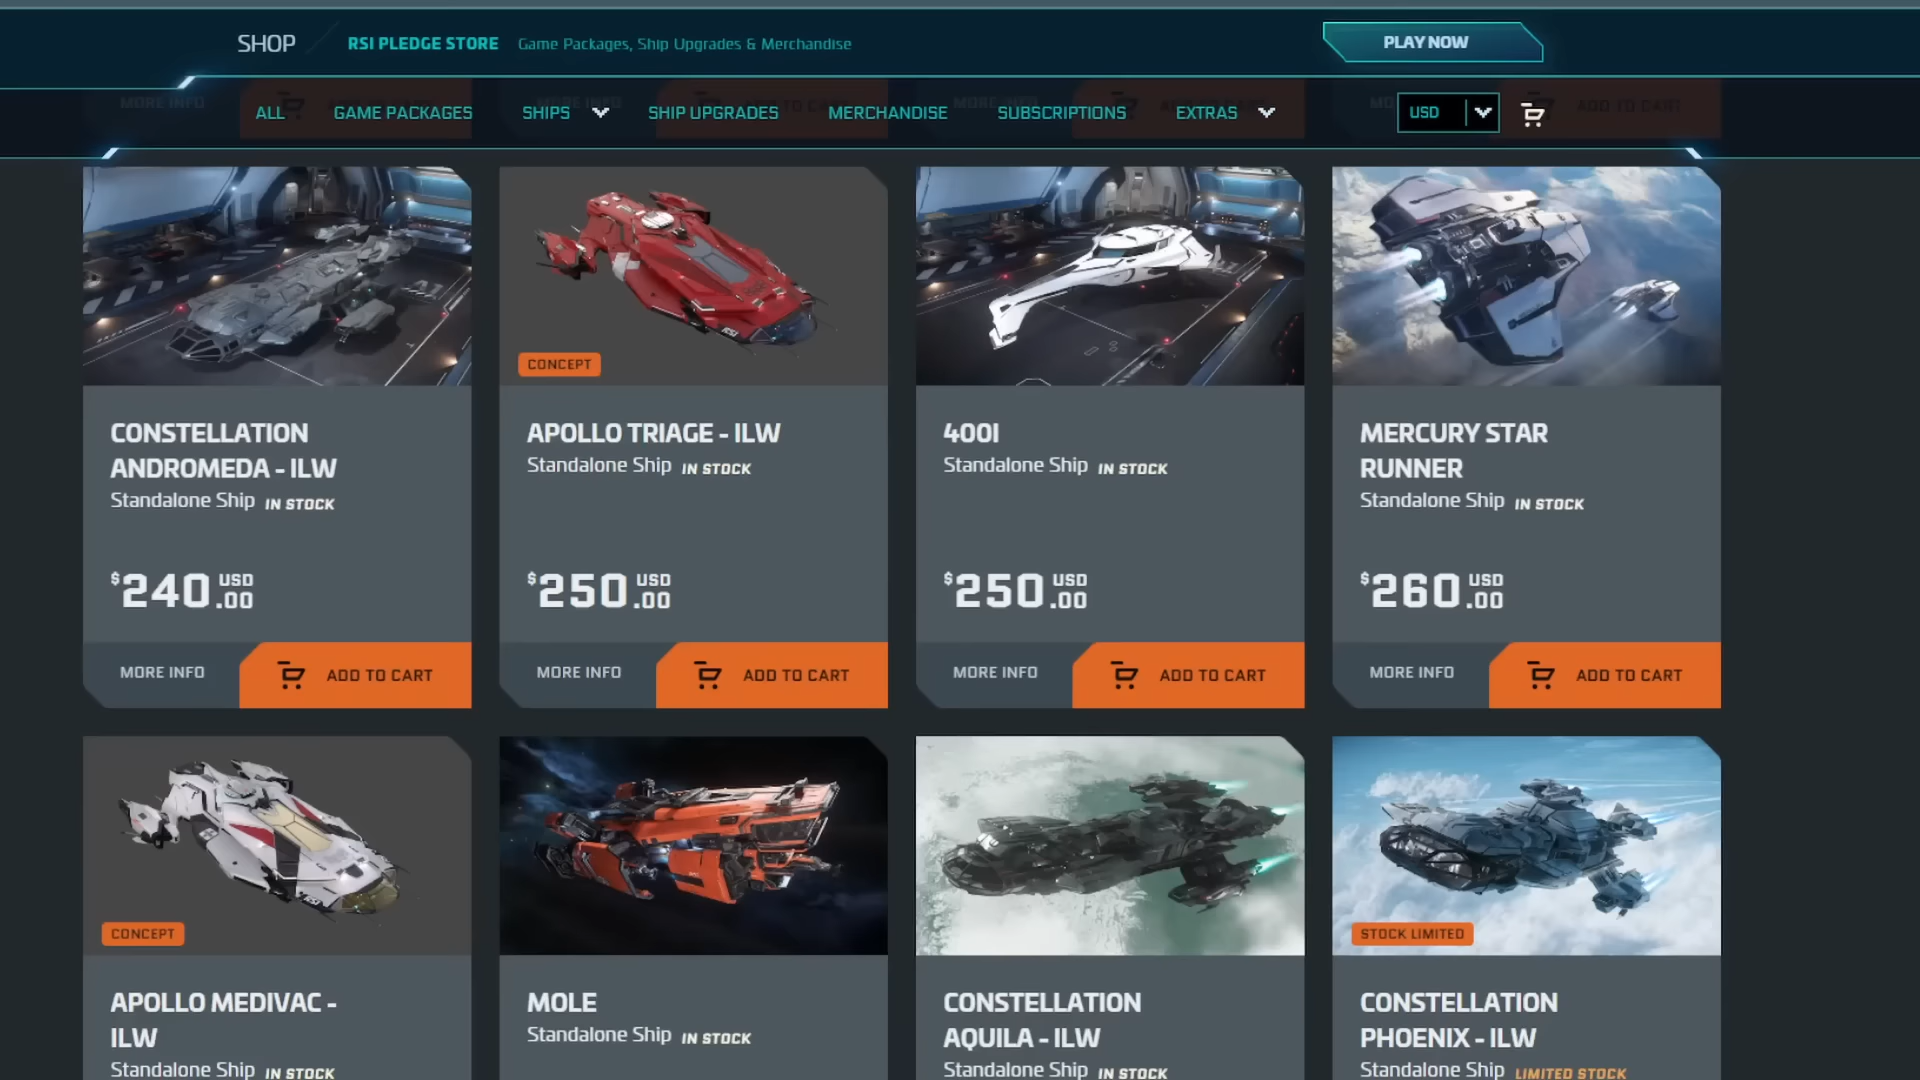 SHOP
RSI PLEDGE STORE
Game Packages, Ship Upgrades & Merchandise
PLAY NOW
ALL
GAME PACKAGES
SHIPS
SHIP UPGRADES
MERCHANDISE
SUBSCRIPTIONS
EXTRAS
USD
CONCEPT
CONSTELLATION
ANDROMEDA - ILW
Standalone Ship IN STOCK
$240.00 USD
MORE INFO
ADD TO CART
APOLLO TRIAGE - ILW
Standalone Ship IN STOCK
$250.00 USD
MORE INFO
ADD TO CART
400I
Standalone Ship IN STOCK
$250.00 USD
MORE INFO
ADD TO CART
MERCURY STAR
RUNNER
Standalone Ship IN STOCK
$260.00 USD
MORE INFO
ADD TO CART
CONCEPT
APOLLO MEDIVAC -
ILW
Standalone Ship IN STOCK
MOLE
Standalone Ship IN STOCK
CONSTELLATION
AQUILA - ILW
Standalone Ship IN STOCK
STOCK LIMITED
CONSTELLATION
PHOENIX - ILW
Standalone Ship LIMITED STOCK